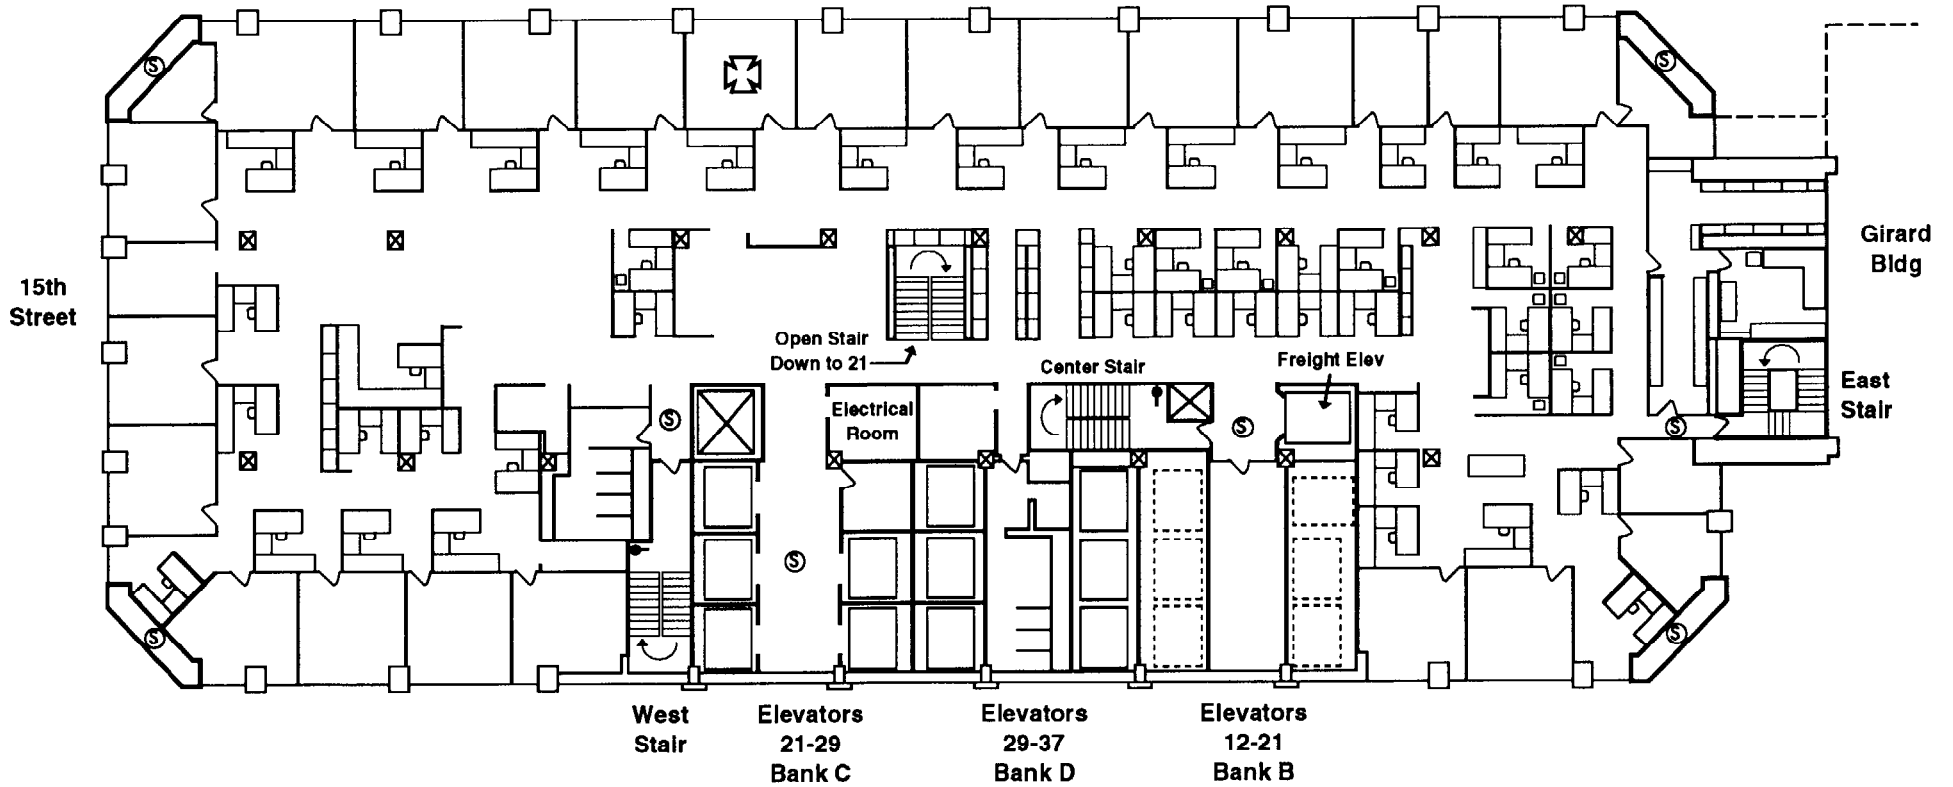 S
S
Girard
Bldg
15th
Street
Open Stair
Down to 21
Center Stair
Freight Elev
East
Stair
Electrical
Room
S
S
S
S
S
S
West
Stair
Elevators
21-29
Bank C
Elevators
29-37
Bank D
Elevators
12-21
Bank B